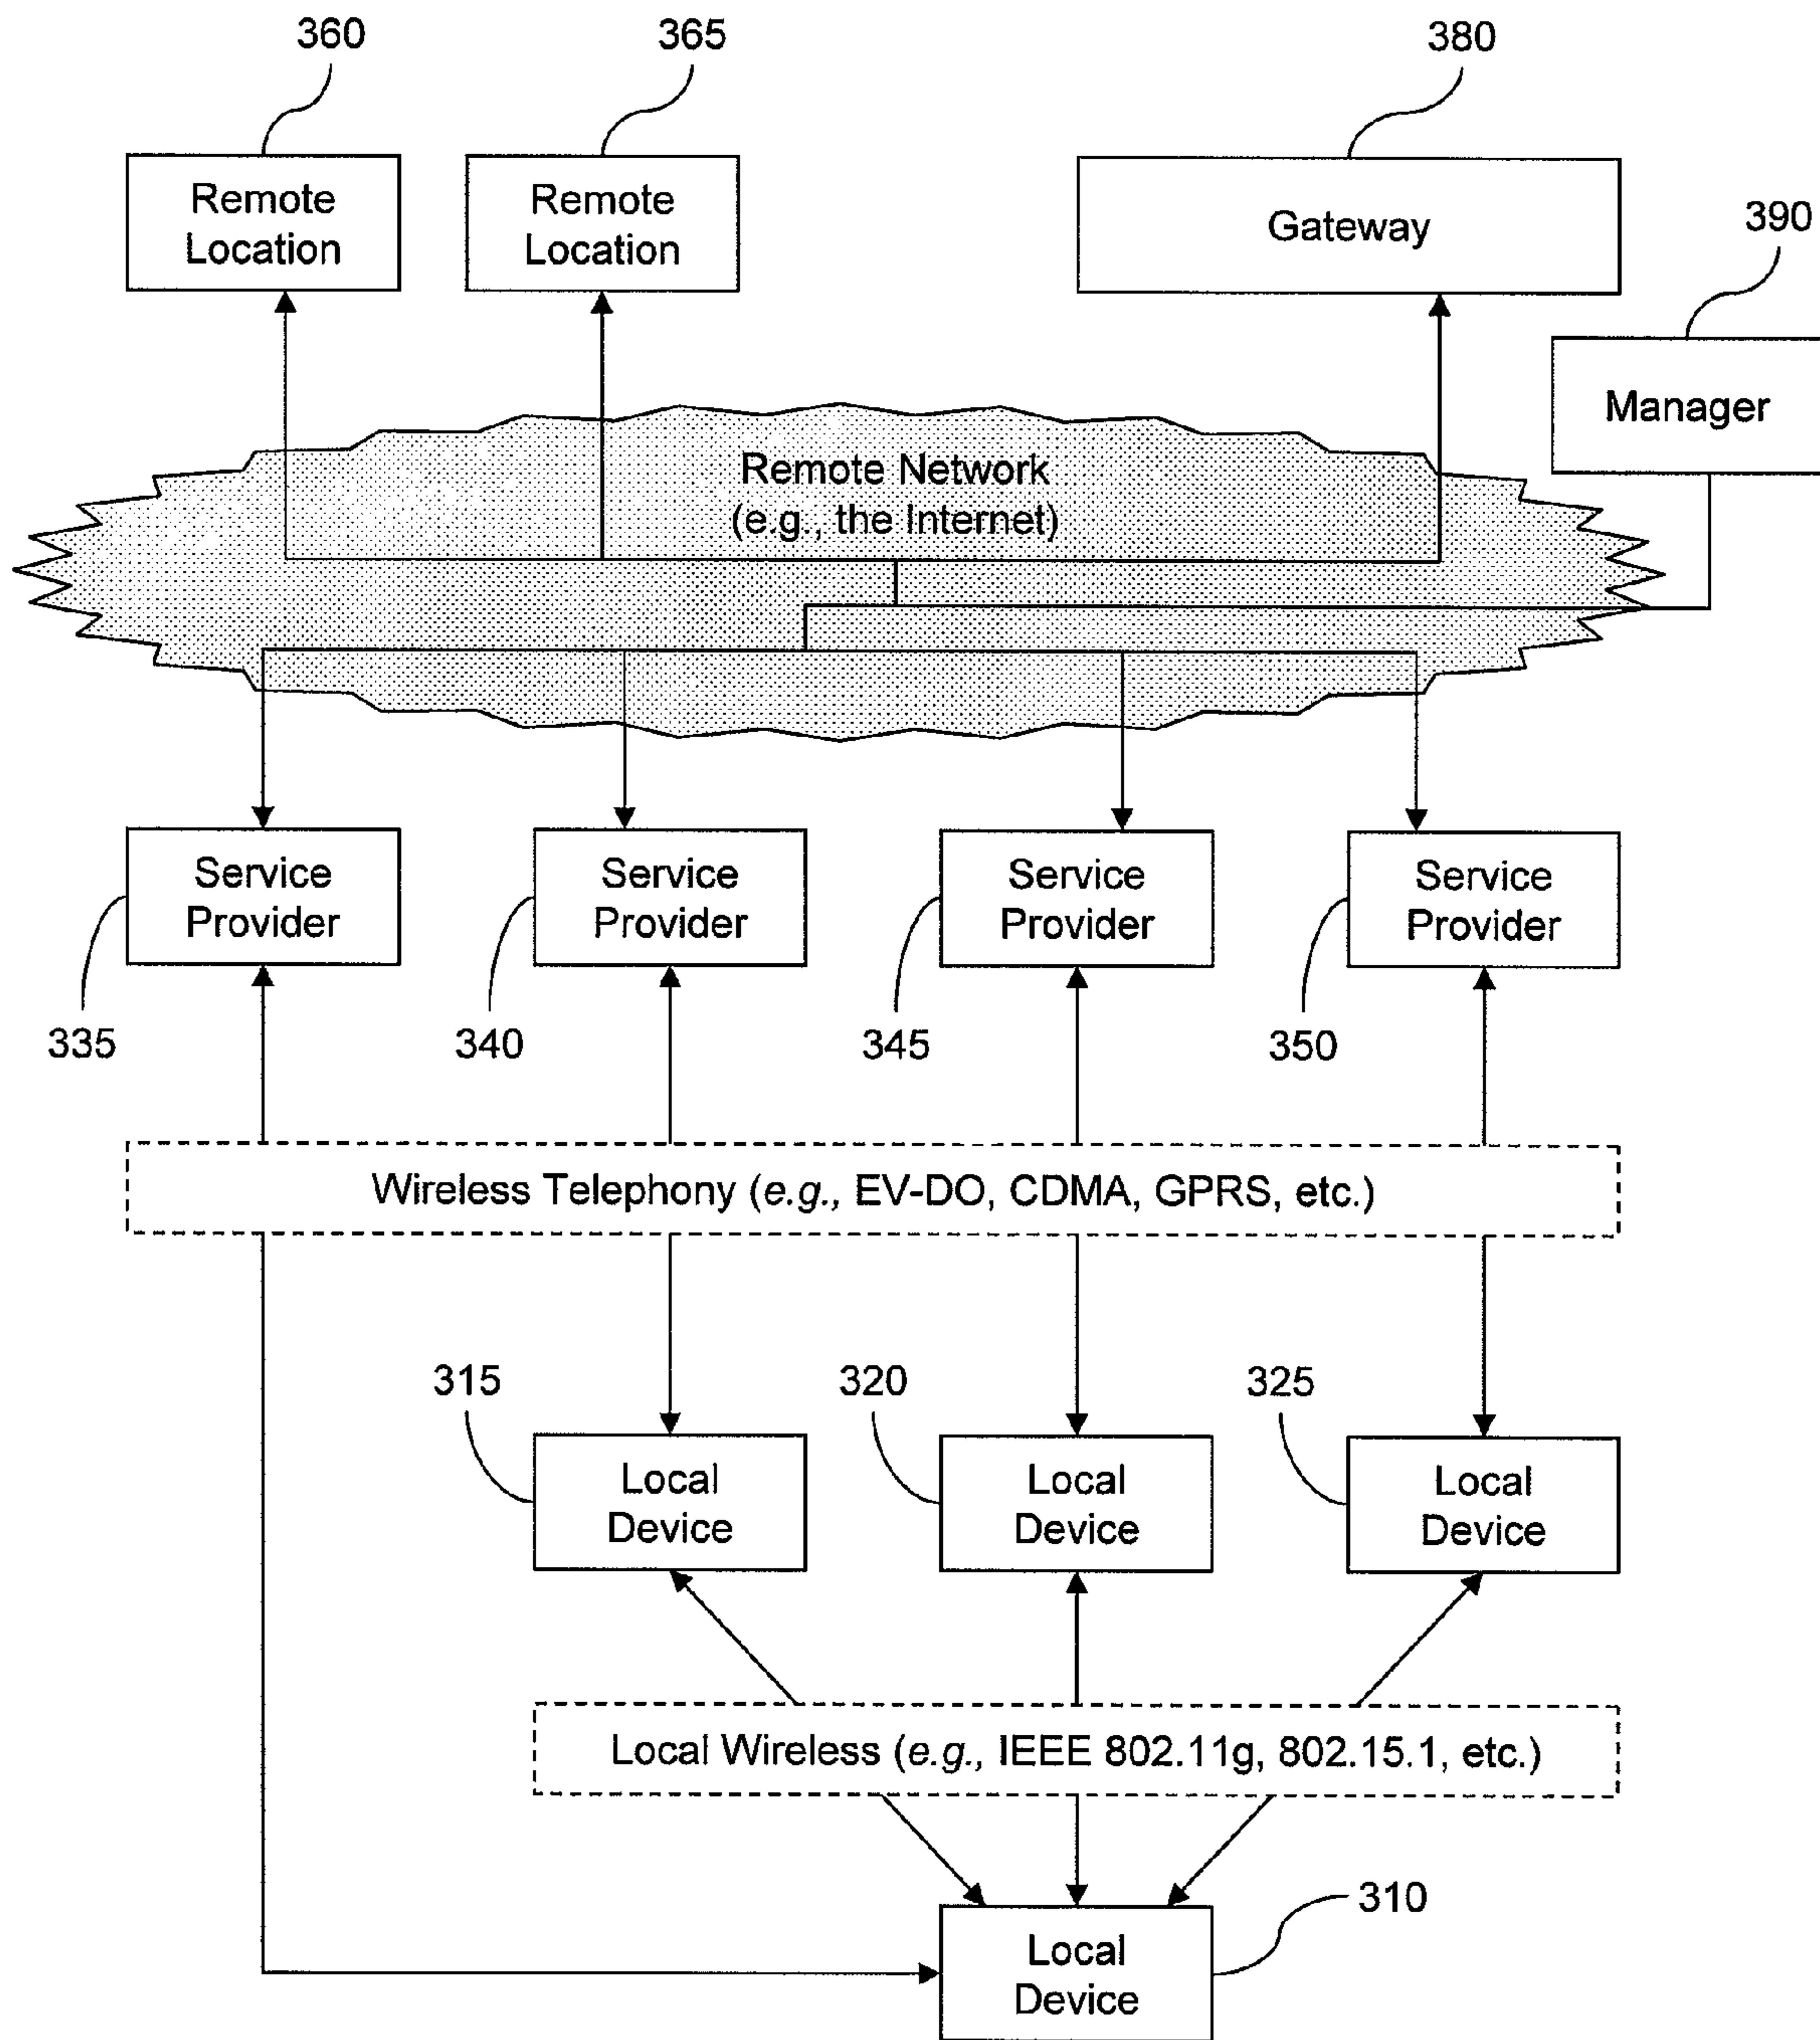 360
365
380
Remote
Location
Remote
Location
Gateway
390
Manager
Remote Network
(e.g., the Internet)
Service
Provider
Service
Provider
Service
Provider
Service
Provider
335
340
345
350
Wireless Telephony (e.g., EV-DO, CDMA, GPRS, etc.)
315
320
325
Local
Device
Local
Device
Local
Device
Local Wireless (e.g., IEEE 802.11g, 802.15.1, etc.)
310
Local
Device